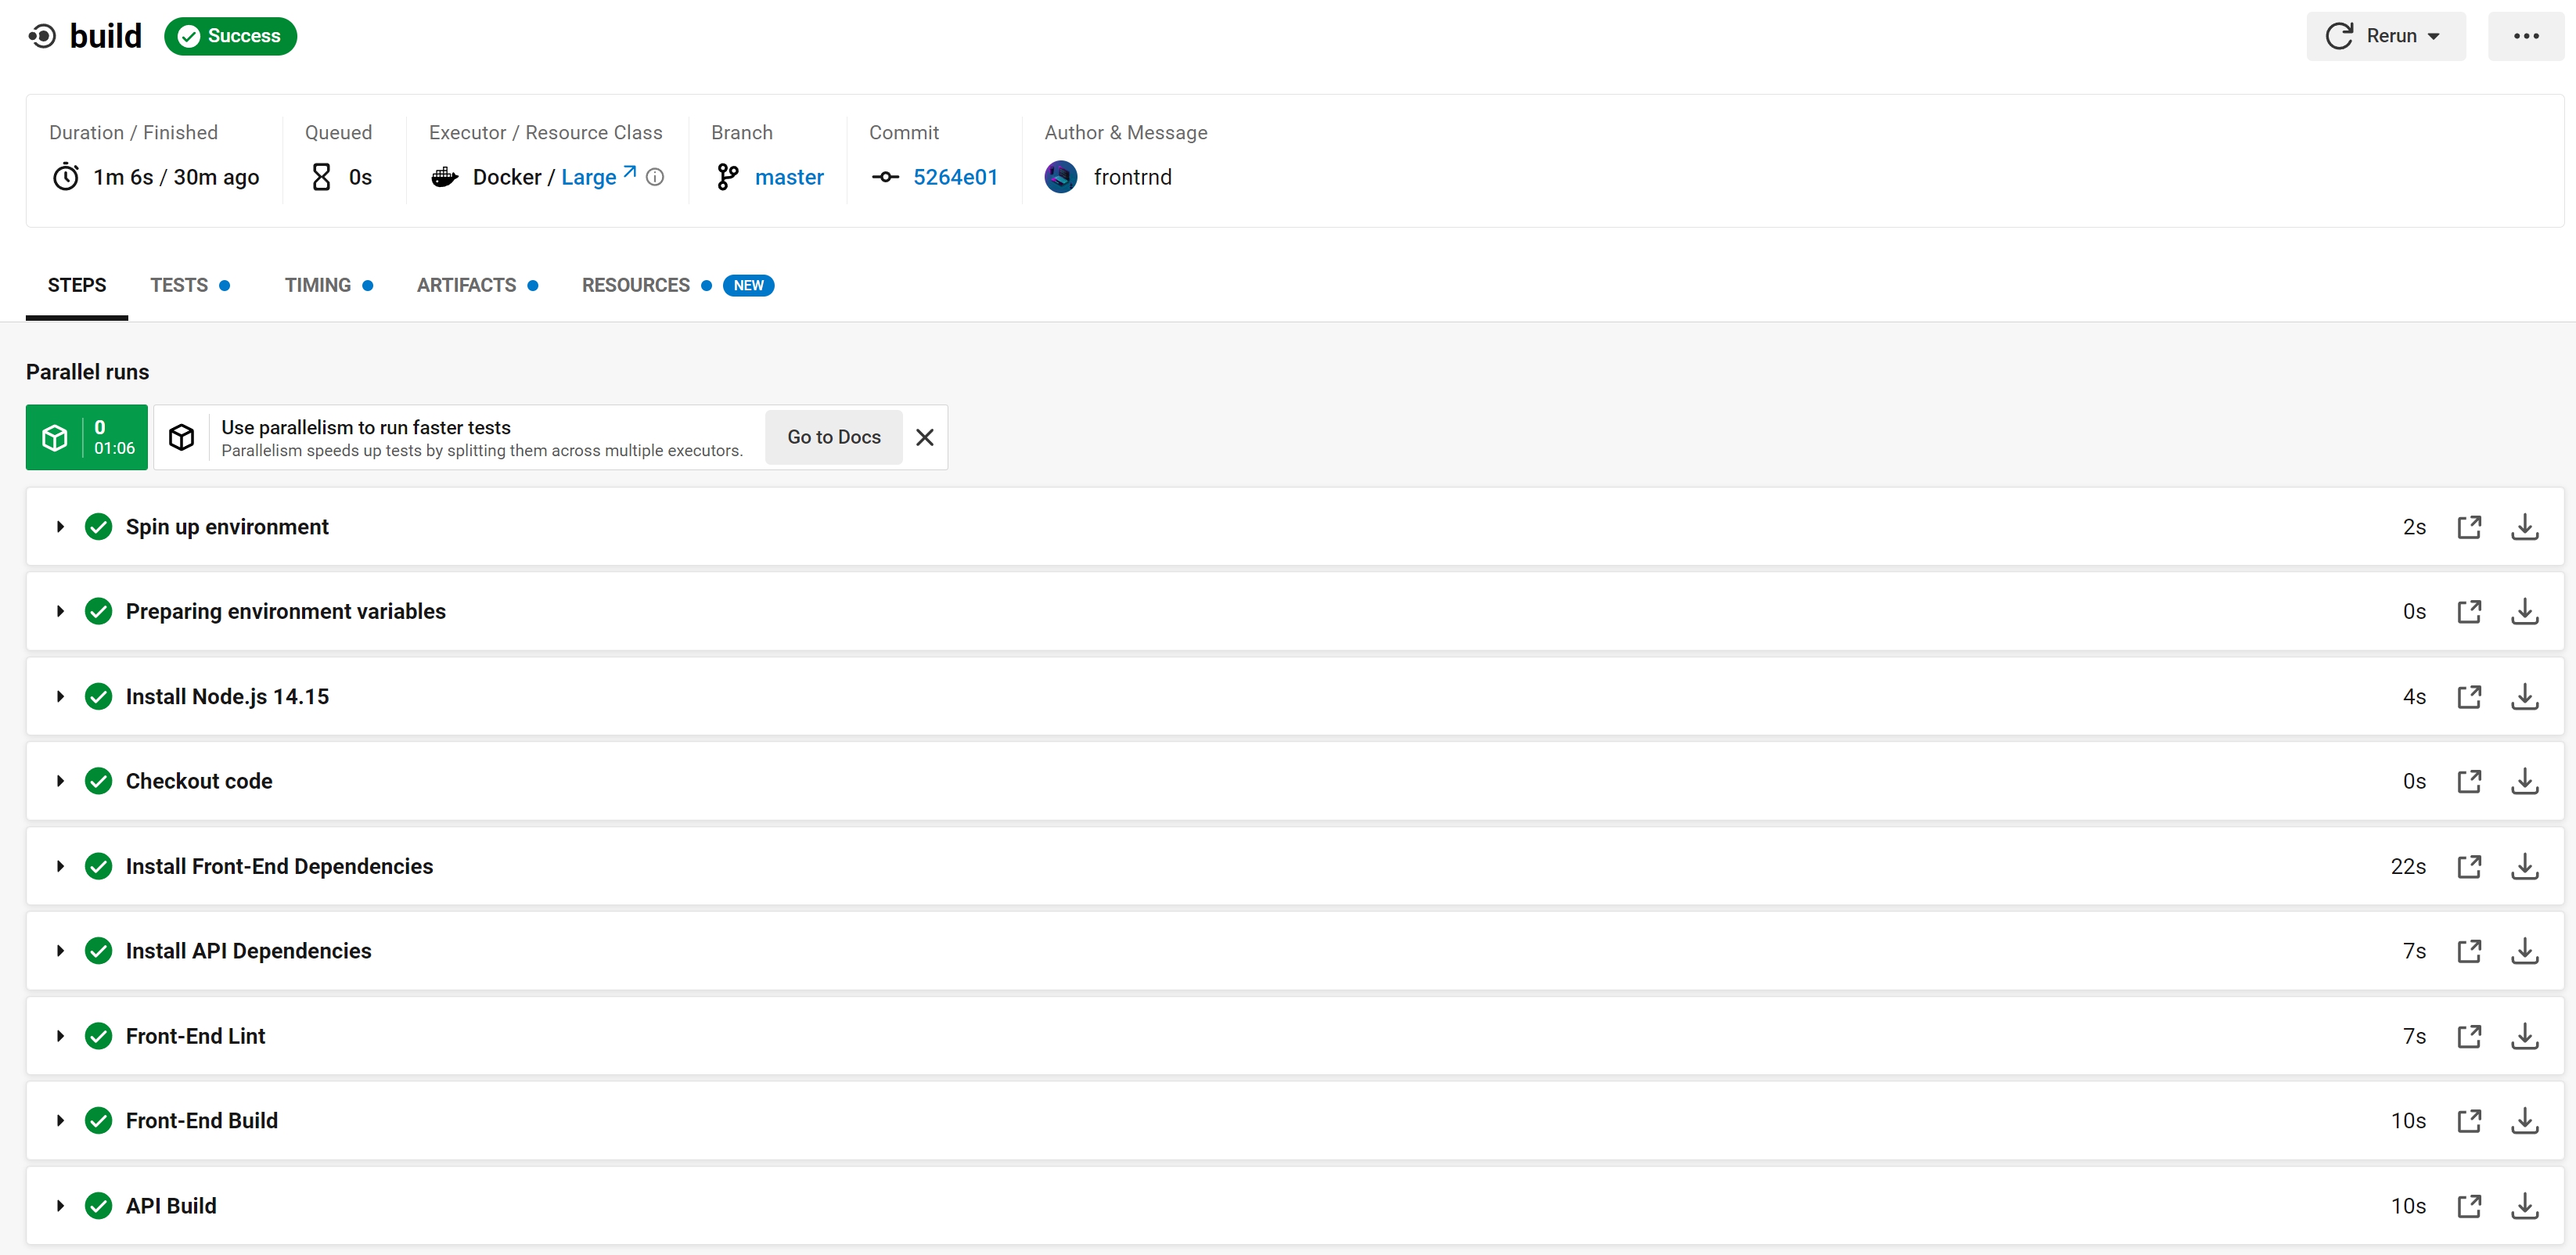 build Success Rerun
Duration / Finished Queued Executor / Resource Class Branch Commit Author & Message
1m 6s / 30m ago 0s Docker / Large master 5264e01 frontrnd
STEPS TESTS TIMING ARTIFACTS RESOURCES NEW
Parallel runs
0
01:06
Use parallelism to run faster tests
Parallelism speeds up tests by splitting them across multiple executors.
Go to Docs
Spin up environment 2s
Preparing environment variables 0s
Install Node.js 14.15 4s
Checkout code 0s
Install Front-End Dependencies 22s
Install API Dependencies 7s
Front-End Lint 7s
Front-End Build 10s
API Build 10s